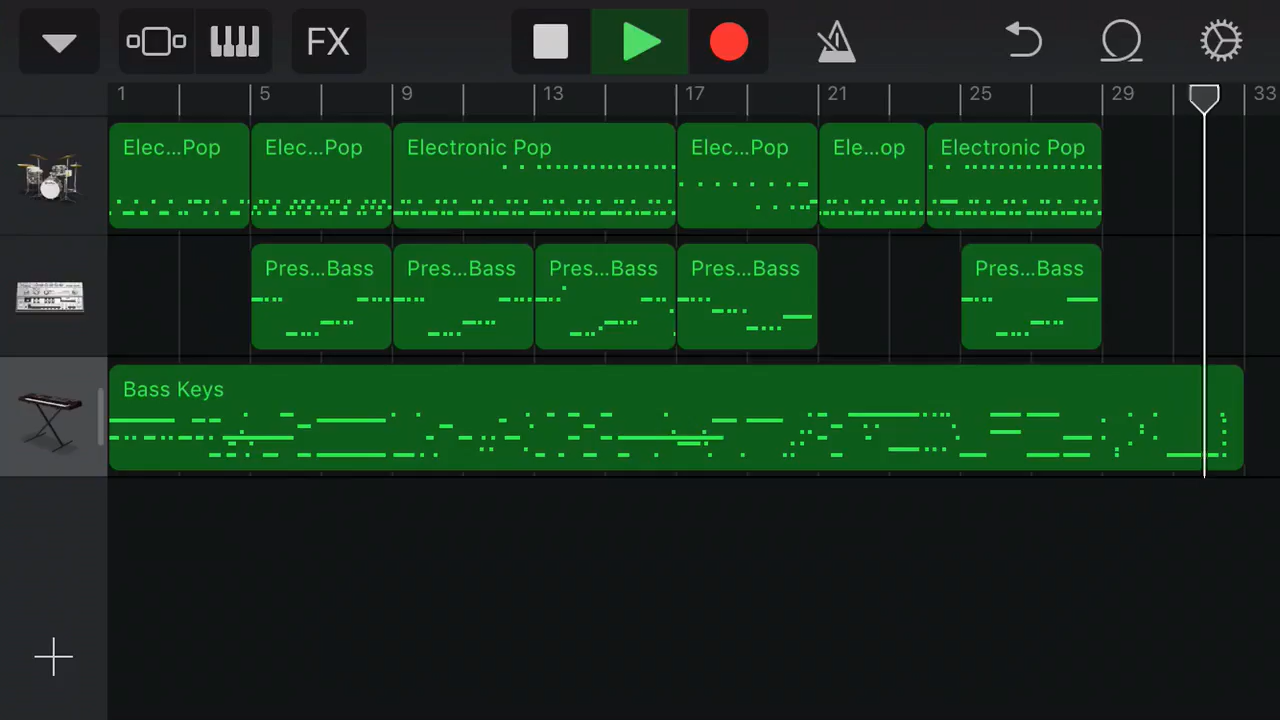 FX
1 5 9 13 17 21 25 29 33
Elec...Pop Elec...Pop Electronic Pop Elec...Pop Ele...op Electronic Pop
Pres...Bass Pres...Bass Pres...Bass Pres...Bass Pres...Bass
Bass Keys